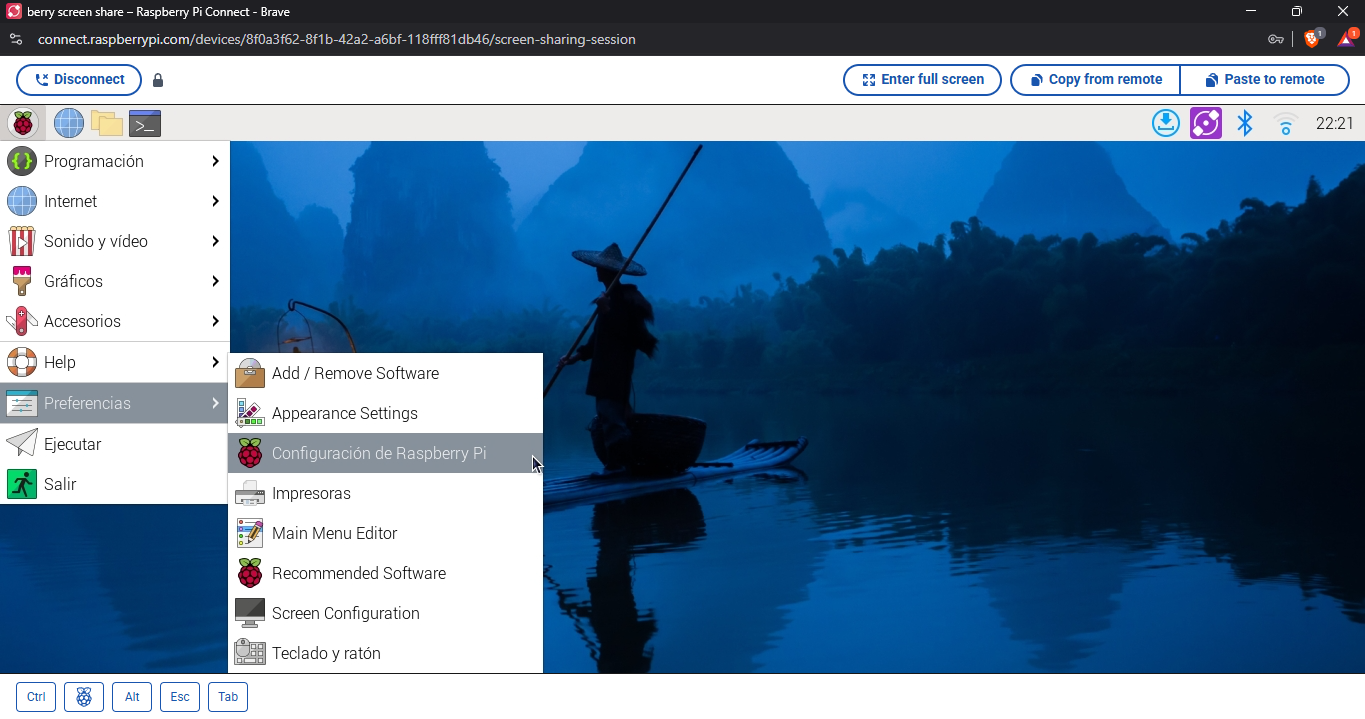 berry screen share – Raspberry Pi Connect - Brave
connect.raspberrypi.com/devices/8f0a3f62-8f1b-42a2-a6bf-118fff81db46/screen-sharing-session
1
1
Disconnect
Enter full screen
Copy from remote
Paste to remote
>_
22:21
Programación
Internet
Sonido y vídeo
Gráficos
Accesorios
Help
Preferencias
Ejecutar
Salir
Add / Remove Software
Appearance Settings
Configuración de Raspberry Pi
Impresoras
Main Menu Editor
Recommended Software
Screen Configuration
Teclado y ratón
Ctrl
Alt
Esc
Tab